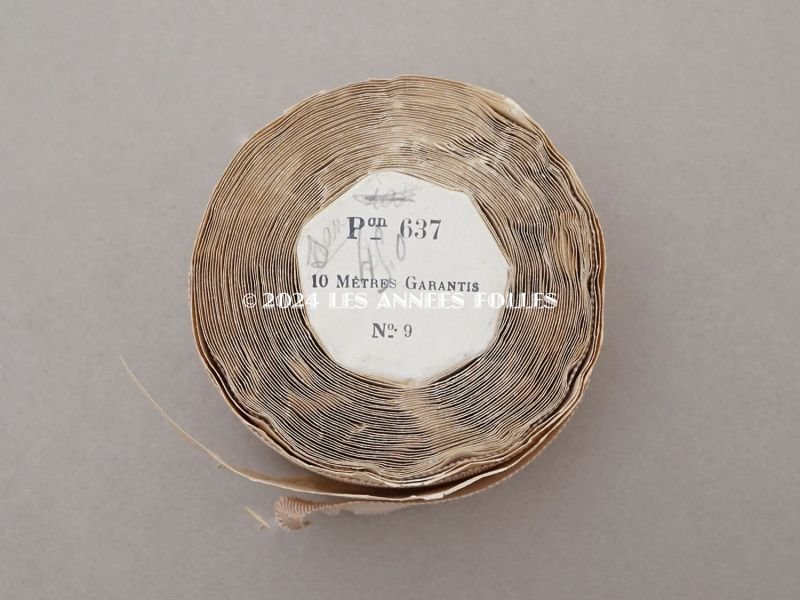 Pon 637
10 MÈTRES GARANTIS
© 2024 LES ANNEES FOLLES
No. 9